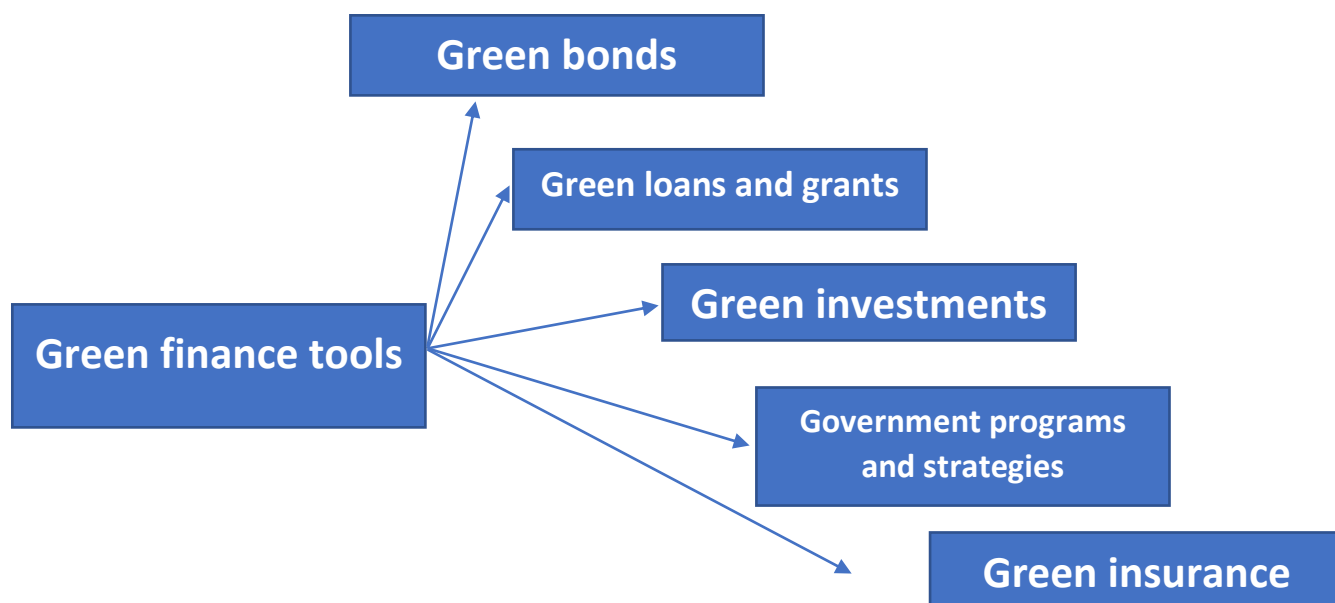 Green bonds
Green loans and grants
Green investments
Green finance tools
Government programs
and strategies
Green insurance